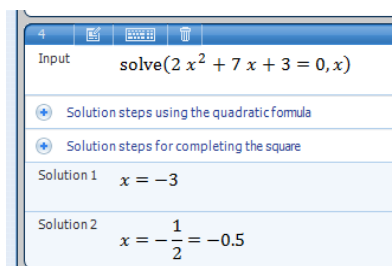 4
Input
solve(2 x² + 7 x + 3 = 0, x)
Solution steps using the quadratic formula
Solution steps for completing the square
Solution 1 x = −3
Solution 2 x = −1/2 = −0.5